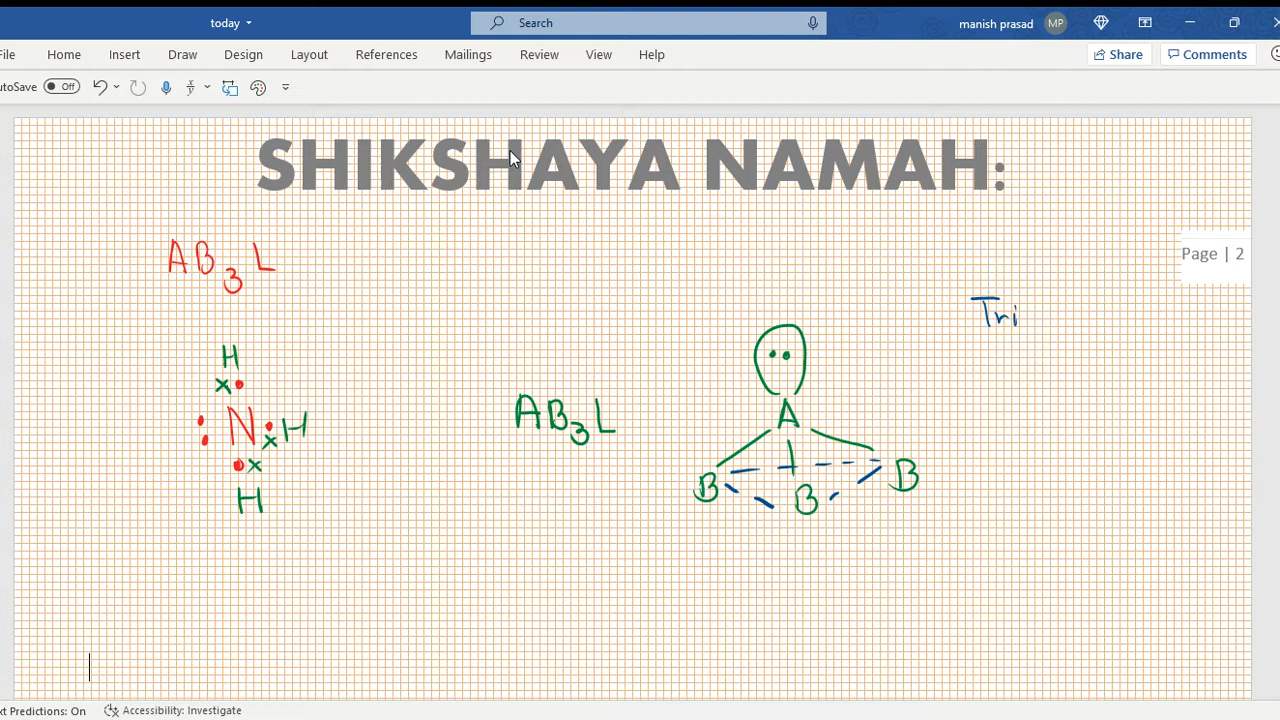 today
Search
manish prasad
MP
File Home Insert Draw Design Layout References Mailings Review View Help
Share
Comments
AutoSave Off
SHIKSHAYA NAMAH:
Page | 2
AB3L
Tri
H
N H
H
AB3L
A
B B B
Text Predictions: On
Accessibility: Investigate